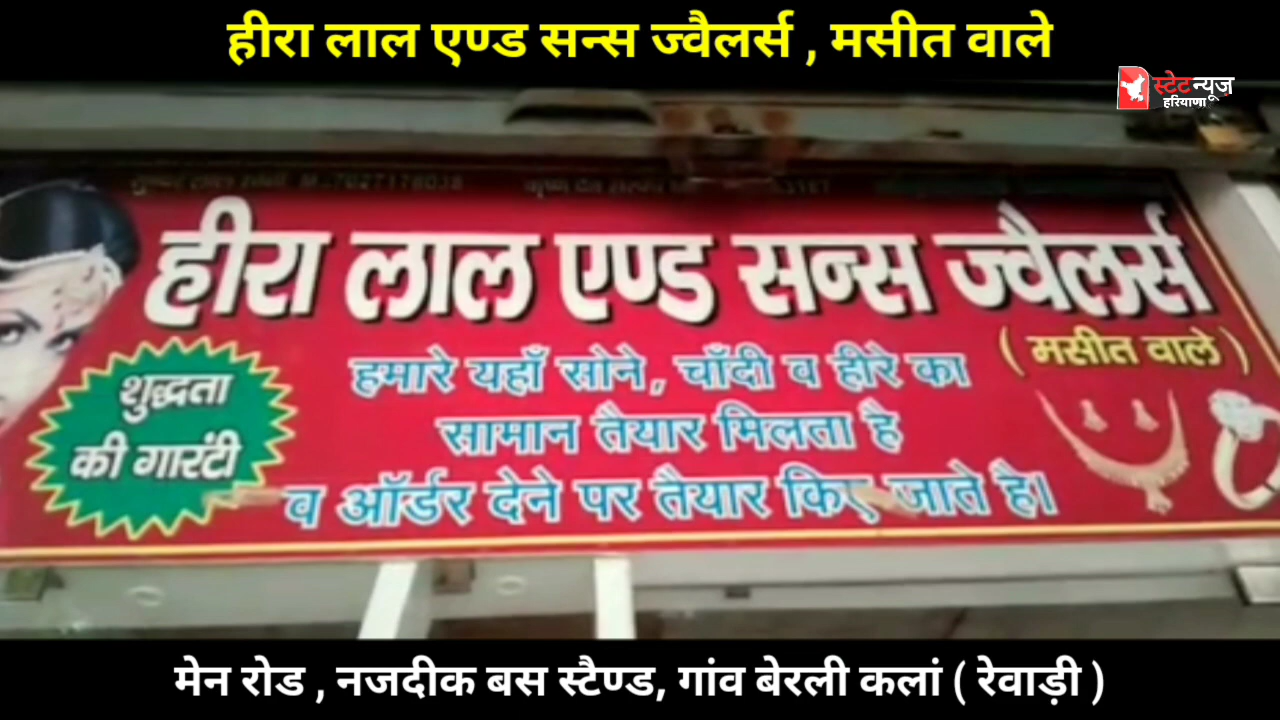 हीरा लाल एण्ड सन्स ज्वैलर्स , मसीत वाले
स्टेट न्यूज़
हरियाणा
हीरा लाल एण्ड सन्स ज्वैलर्स
( मसीत वाले )
शुद्धता
की गारंटी
हमारे यहाँ सोने , चाँदी व हीरे का
सामान तैयार मिलता है
व ऑर्डर देने पर तैयार किए जाते है।
मेन रोड , नजदीक बस स्टैण्ड, गांव बेरली कलां ( रेवाड़ी )